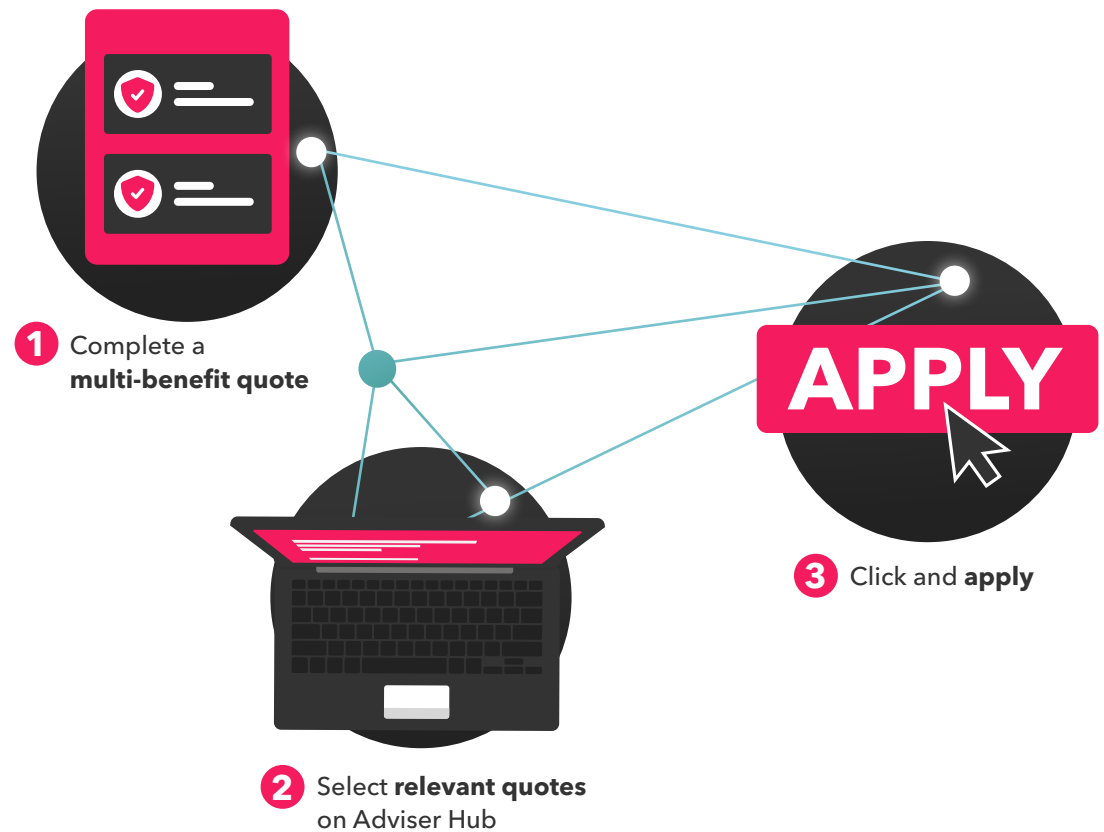 1 Complete a
multi-benefit quote
APPLY
3 Click and apply
2 Select relevant quotes
on Adviser Hub